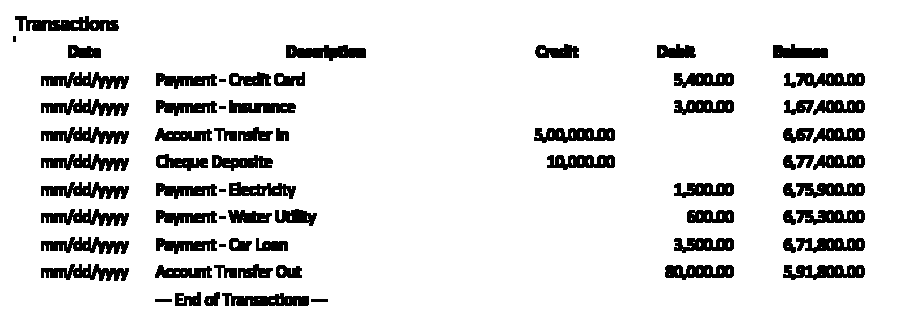 Transactions
Date Description Credit Debit Balance
mm/dd/yyyy Payment - Credit Card 5,400.00 1,70,400.00
mm/dd/yyyy Payment - Insurance 3,000.00 1,67,400.00
mm/dd/yyyy Account Transfer In 5,00,000.00 6,67,400.00
mm/dd/yyyy Cheque Deposite 10,000.00 6,77,400.00
mm/dd/yyyy Payment - Electricity 1,500.00 6,75,900.00
mm/dd/yyyy Payment - Water Utility 600.00 6,75,300.00
mm/dd/yyyy Payment - Car Loan 3,500.00 6,71,800.00
mm/dd/yyyy Account Transfer Out 80,000.00 5,91,800.00
--- End of Transactions ---